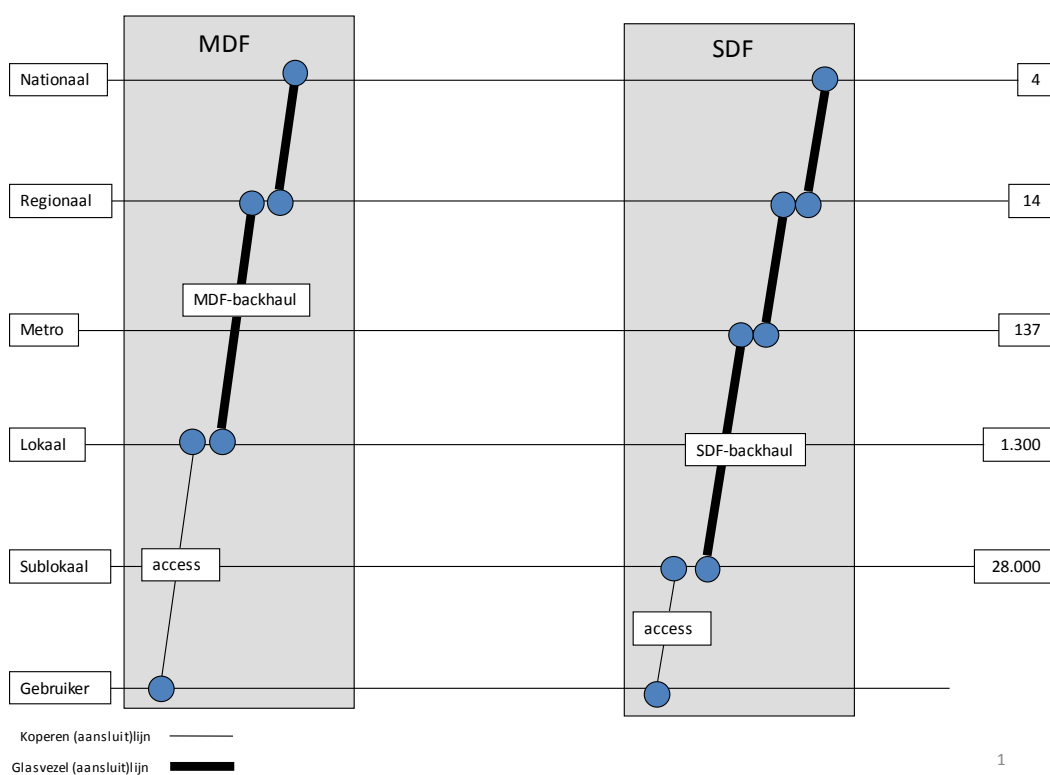 MDF
SDF
Nationaal
4
Regionaal
14
MDF-backhaul
Metro
137
Lokaal
1.300
SDF-backhaul
access
Sublokaal
28.000
access
Gebruiker
Koperen (aansluit)lijn
Glasvezel (aansluit)lijn
1